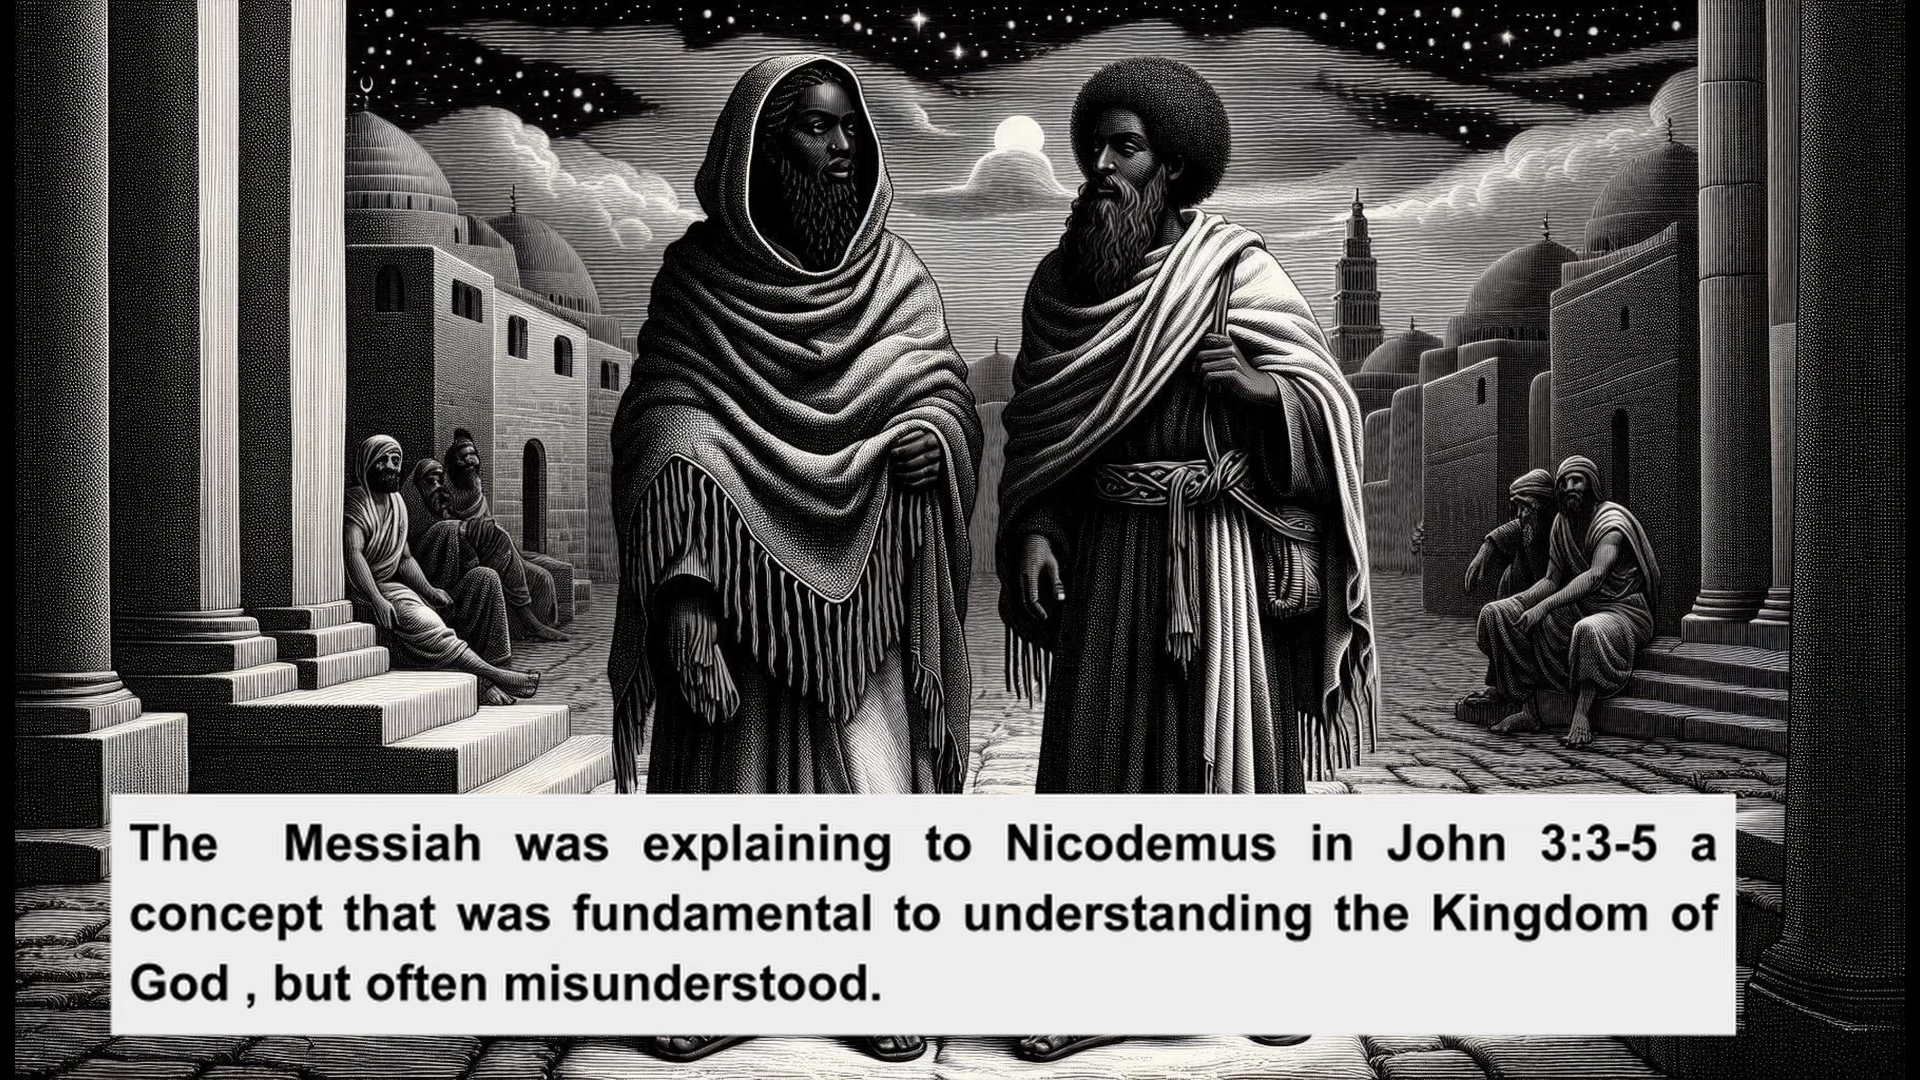 The Messiah was explaining to Nicodemus in John 3:3-5 a
concept that was fundamental to understanding the Kingdom of
God , but often misunderstood.